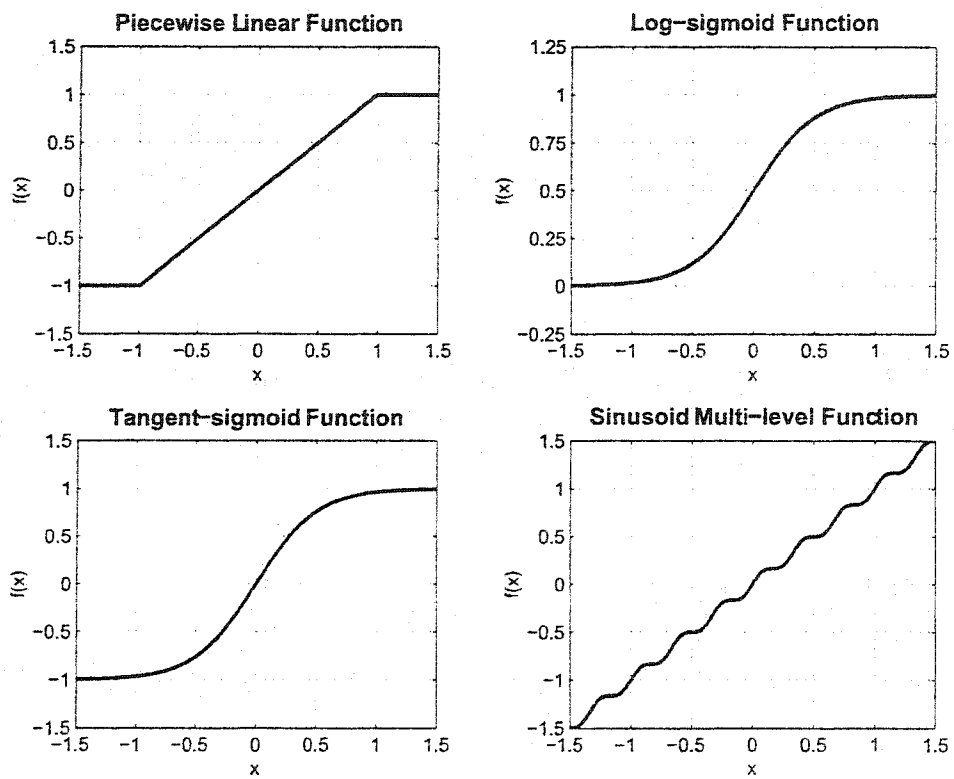 Piecewise Linear Function
1.5
1
0.5
0
−0.5
−1
−1.5
f(x)
−1.5 −1 −0.5 0 0.5 1 1.5
x
Log−sigmoid Function
1.25
1
0.75
0.5
0.25
0
−0.25
f(x)
−1.5 −1 −0.5 0 0.5 1 1.5
x
Tangent−sigmoid Function
1.5
1
0.5
0
−0.5
−1
−1.5
f(x)
−1.5 −1 −0.5 0 0.5 1 1.5
x
Sinusoid Multi−level Function
1.5
1
0.5
0
−0.5
−1
−1.5
f(x)
−1.5 −1 −0.5 0 0.5 1 1.5
x